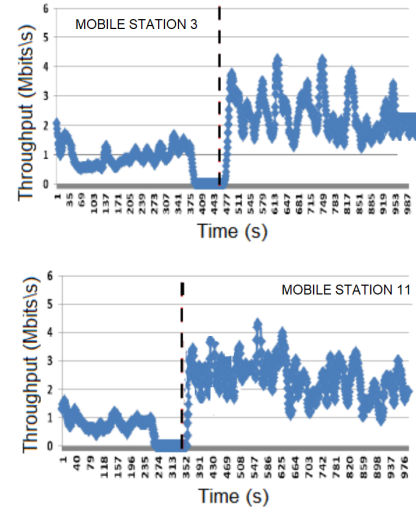 MOBILE STATION 3
Throughput (Mbits\s)
6
5
4
3
2
1
0
1 35 69 103 137 171 205 239 273 307 341 375 409 443 477 511 545 579 613 647 681 715 749 783 817 851 885 919 953 987
Time (s)
MOBILE STATION 11
Throughput (Mbits\s)
6
5
4
3
2
1
0
1 40 79 118 157 196 235 274 313 352 391 430 469 508 547 586 625 664 703 742 781 820 859 898 937 976
Time (s)